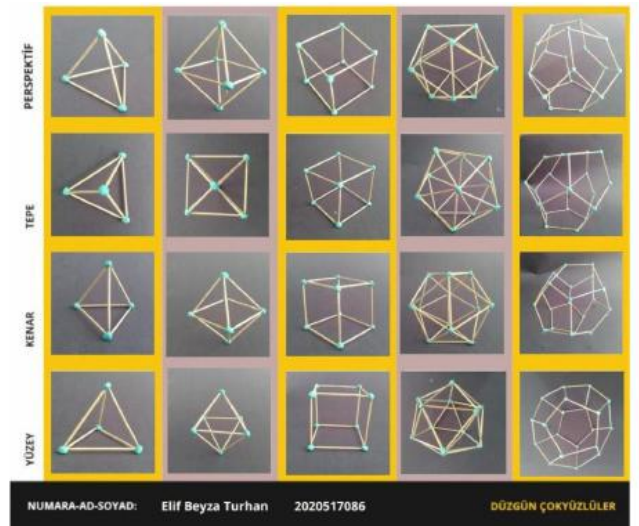 PERSPEKTİF
TEPE
KENAR
YÜZEY
NUMARA-AD-SOYAD: Elif Beyza Turhan 2020517086 DÜZGÜN ÇOKYÜZLÜLER